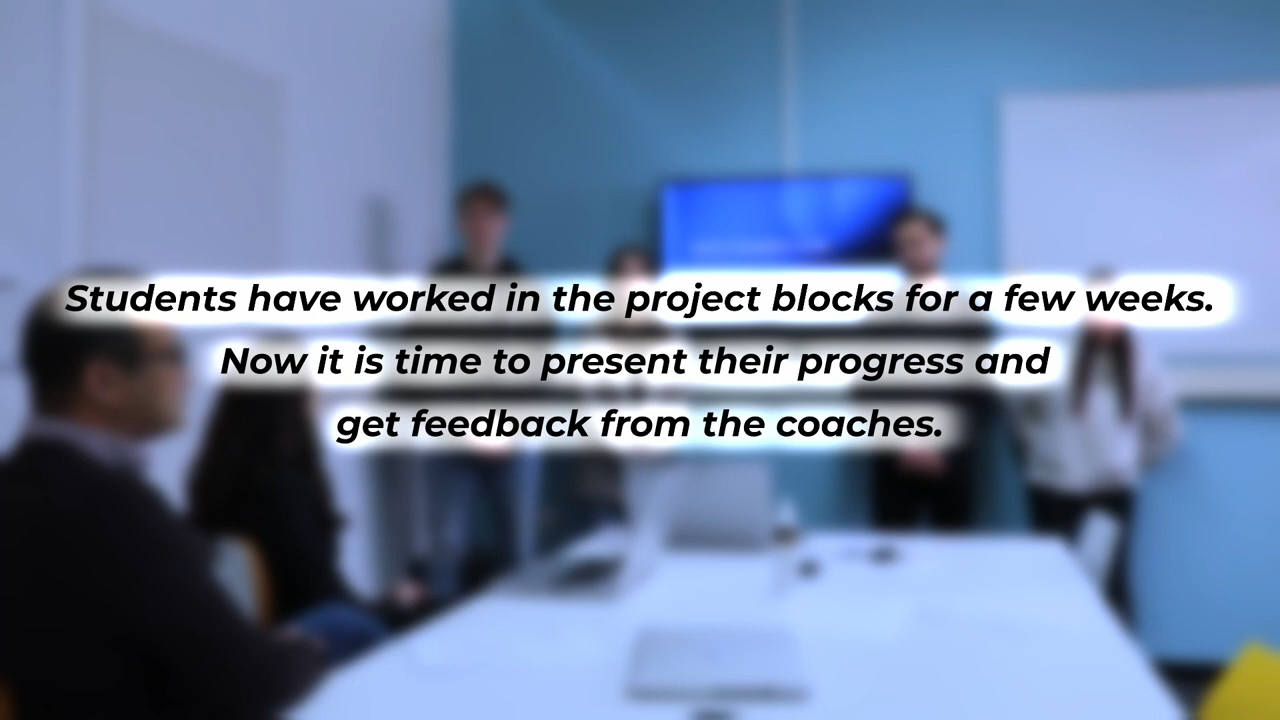 Students have worked in the project blocks for a few weeks.
Now it is time to present their progress and
get feedback from the coaches.